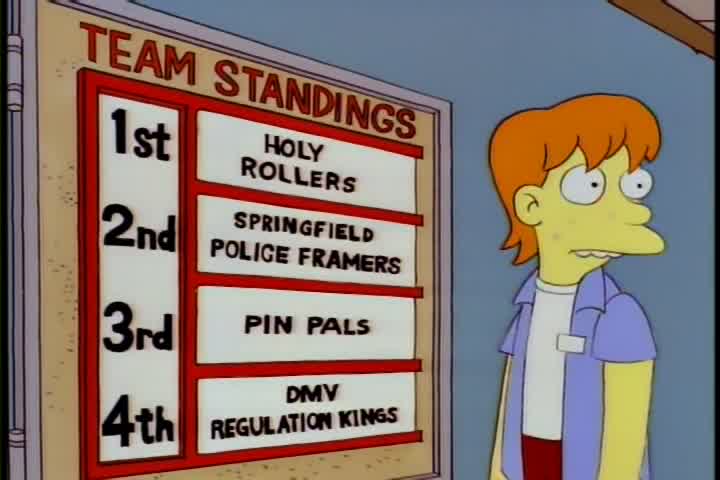 TEAM STANDINGS
1st
HOLY
ROLLERS
2nd
SPRINGFIELD
POLICE FRAMERS
3rd
PIN PALS
4th
DMV
REGULATION KINGS